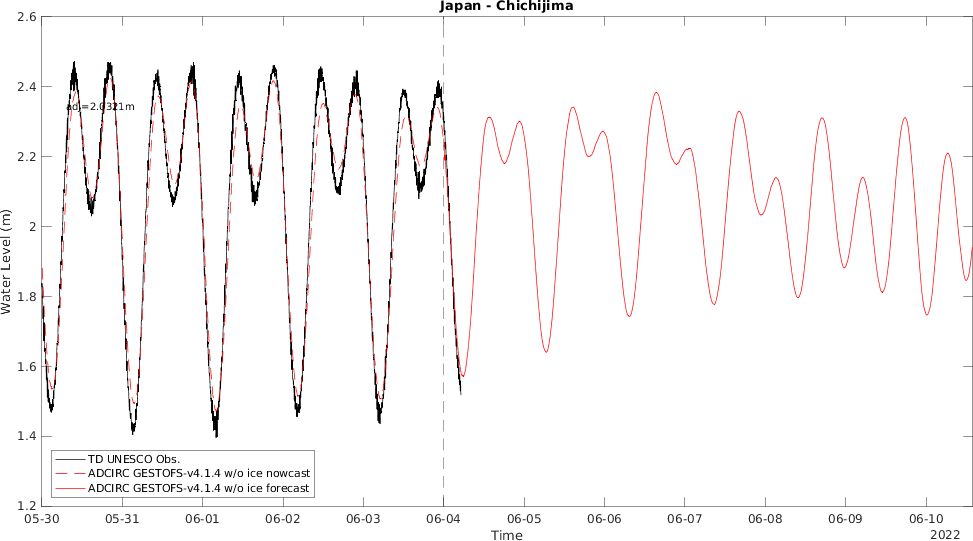 Japan - Chichijima
2.6
2.4
2.2
2
1.8
1.6
1.4
1.2
Water Level (m)
adj=2.0321m
TD UNESCO Obs.
ADCIRC GESTOFS-v4.1.4 w/o ice nowcast
ADCIRC GESTOFS-v4.1.4 w/o ice forecast
05-30 05-31 06-01 06-02 06-03 06-04 06-05 06-06 06-07 06-08 06-09 06-10
Time
2022